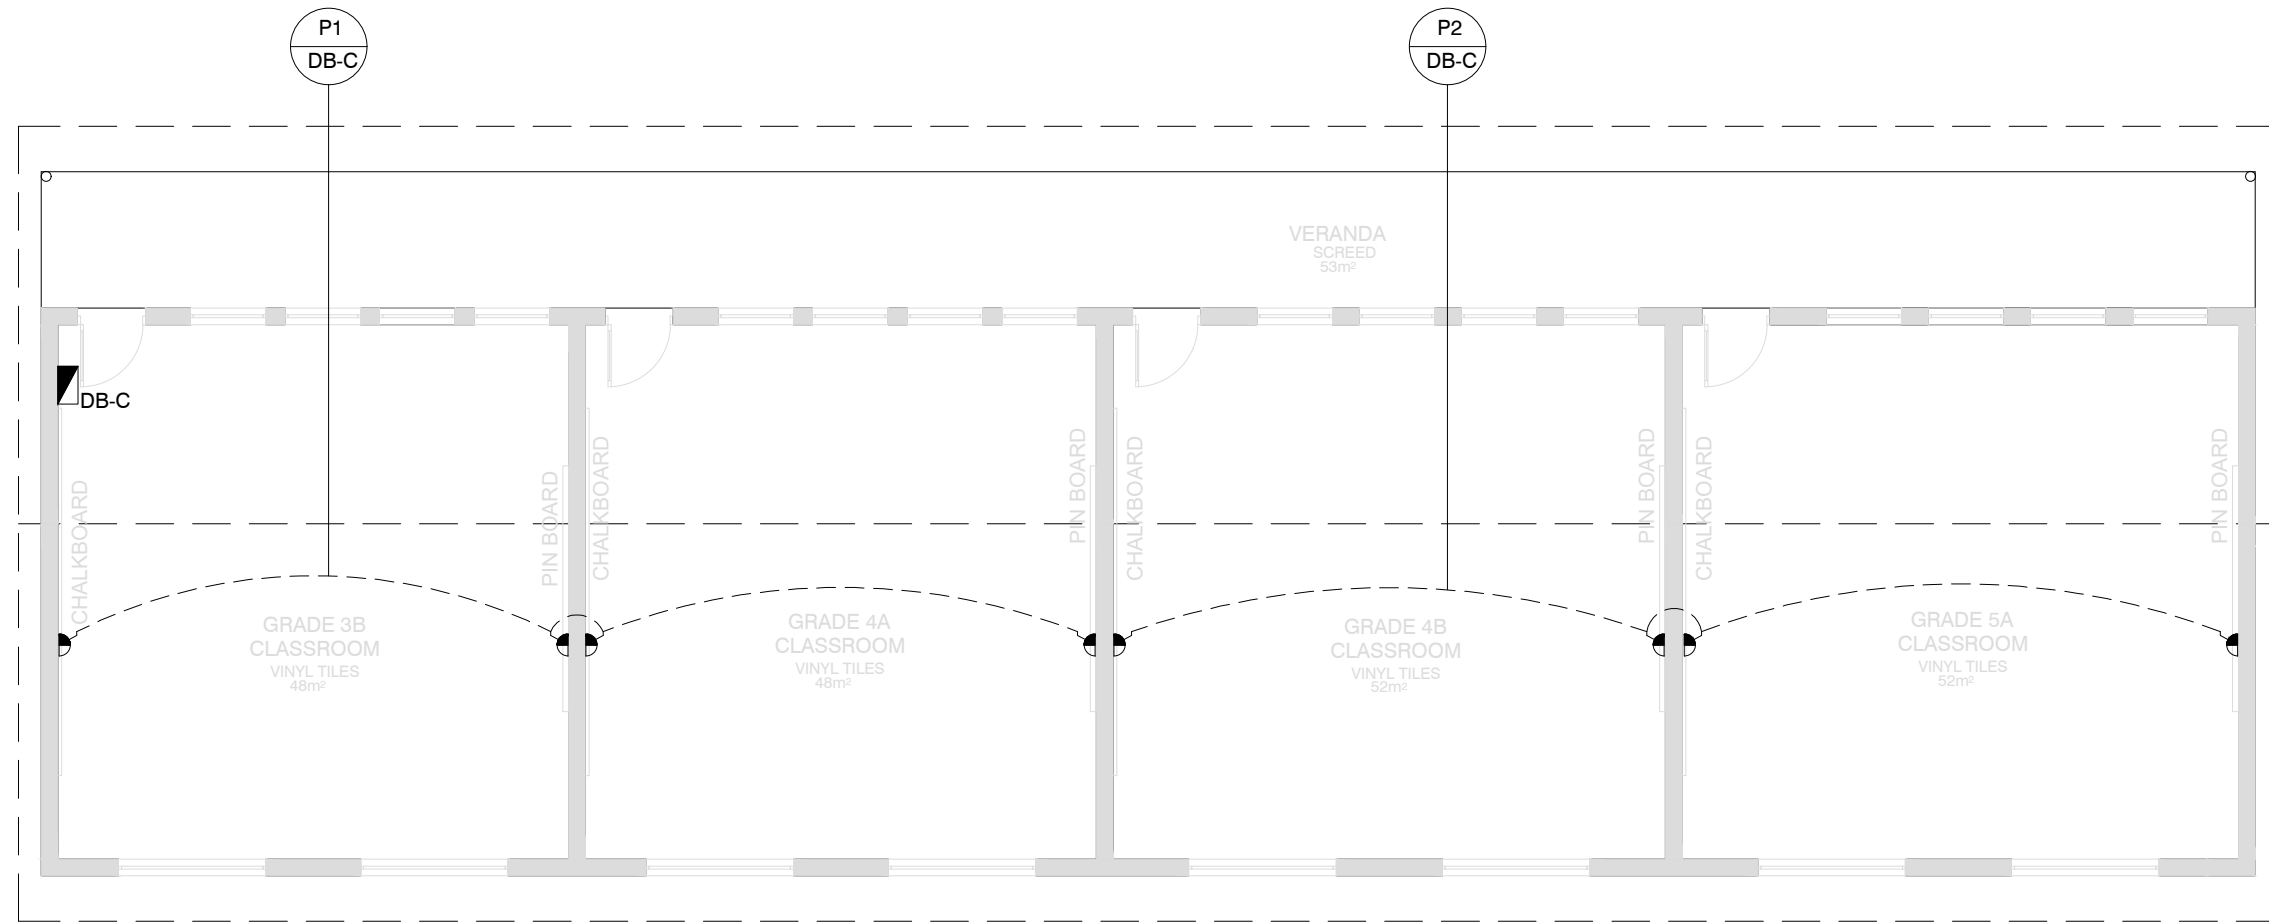 P1
DB-C
P2
DB-C
VERANDA
SCREED
53m²
DB-C
CHALKBOARD
PIN BOARD
CHALKBOARD
PIN BOARD
CHALKBOARD
PIN BOARD
CHALKBOARD
PIN BOARD
GRADE 3B
CLASSROOM
VINYL TILES
48m²
GRADE 4A
CLASSROOM
VINYL TILES
48m²
GRADE 4B
CLASSROOM
VINYL TILES
52m²
GRADE 5A
CLASSROOM
VINYL TILES
52m²